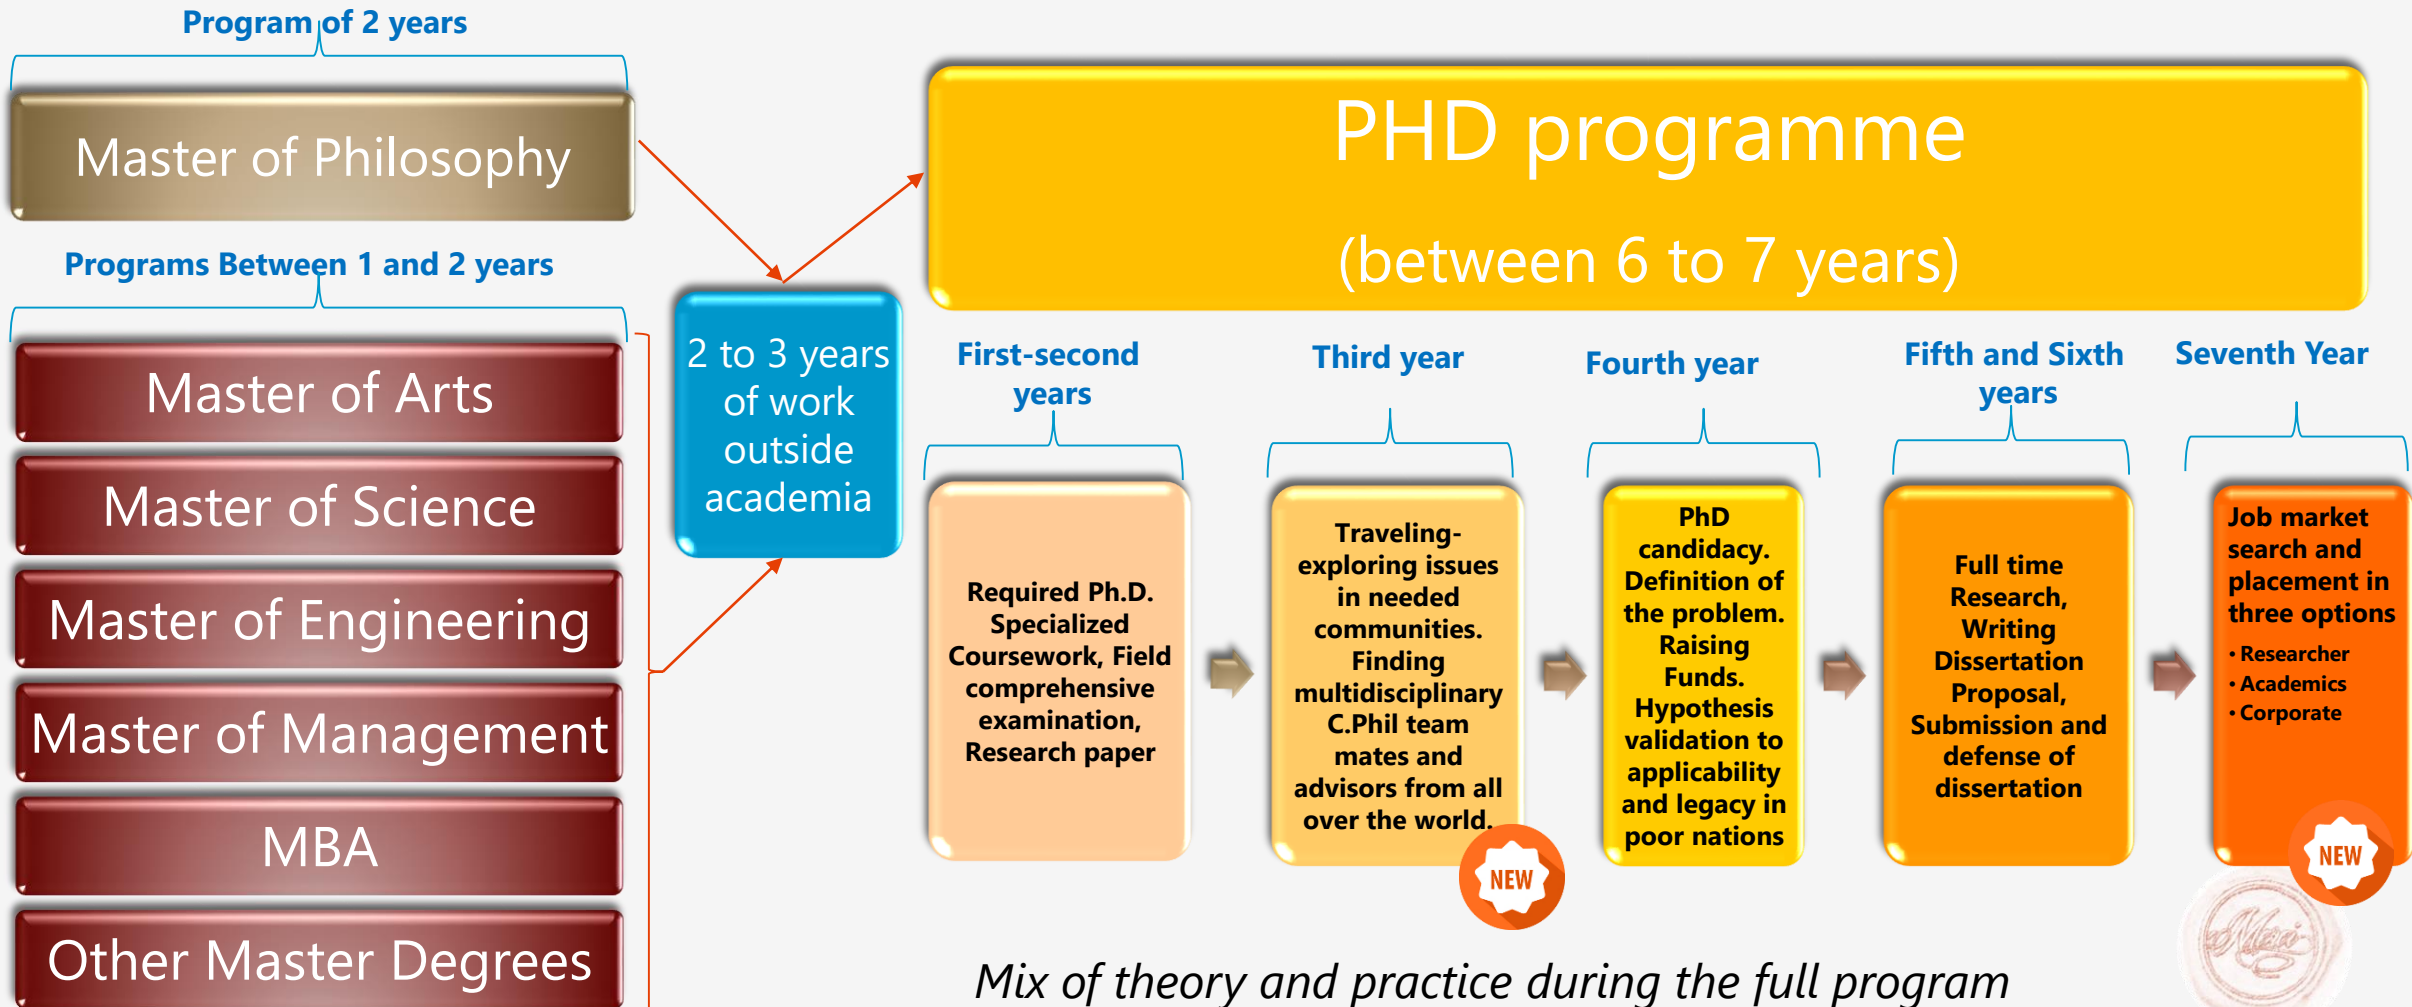 Program of 2 years
Master of Philosophy
Programs Between 1 and 2 years
Master of Arts
Master of Science
Master of Engineering
Master of Management
MBA
Other Master Degrees
2 to 3 years
of work
outside
academia
PHD programme
(between 6 to 7 years)
First-second
years
Required Ph.D.
Specialized
Coursework, Field
comprehensive
examination,
Research paper
Third year
Traveling-
exploring issues
in needed
communities.
Finding
multidisciplinary
C.Phil team
mates and
advisors from all
over the world.
NEW
Fourth year
PhD
candidacy.
Definition of
the problem.
Raising
Funds.
Hypothesis
validation to
applicability
and legacy in
poor nations
Fifth and Sixth
years
Full time
Research,
Writing
Dissertation
Proposal,
Submission and
defense of
dissertation
Seventh Year
Job market
search and
placement in
three options
• Researcher
• Academics
• Corporate
NEW
Mix of theory and practice during the full program